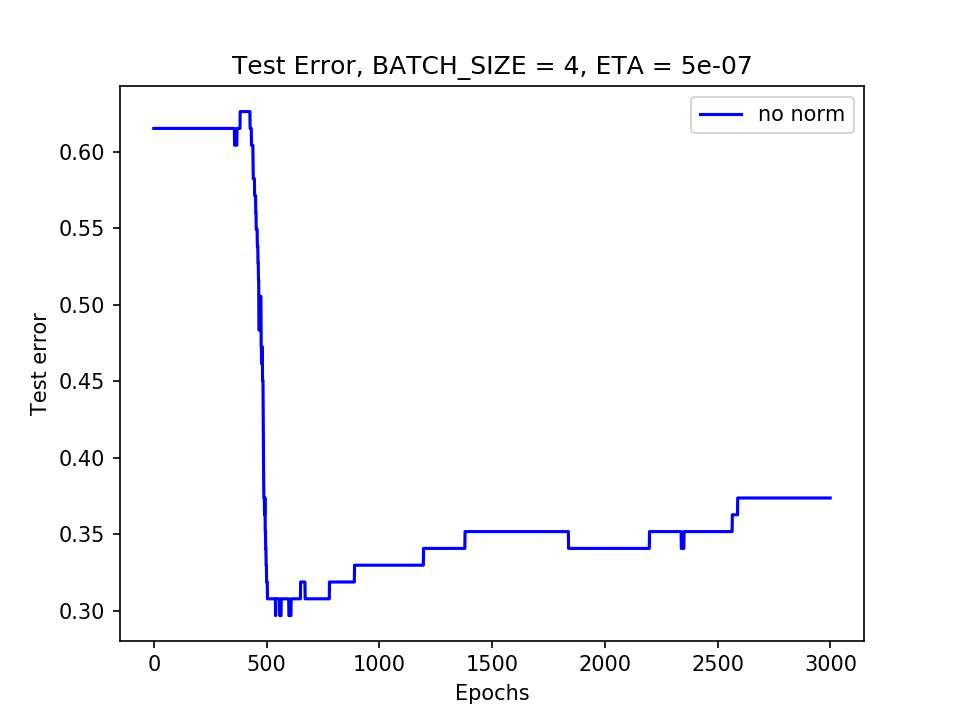 Test Error, BATCH_SIZE = 4, ETA = 5e-07
no norm
0.60
0.55
0.50
0.45
0.40
0.35
0.30
Test error
0 500 1000 1500 2000 2500 3000
Epochs